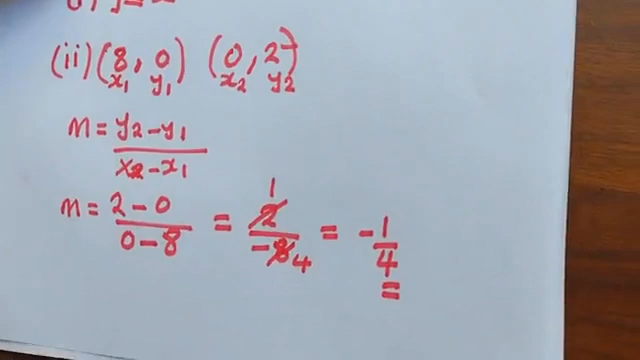 (ii) (8, 0) (0, 2)
x1 y1 x2 y2
m = y2 - y1
x2 - x1
m = 2 - 0 = 2 1 = - 1
0 - 8 -8 4 4